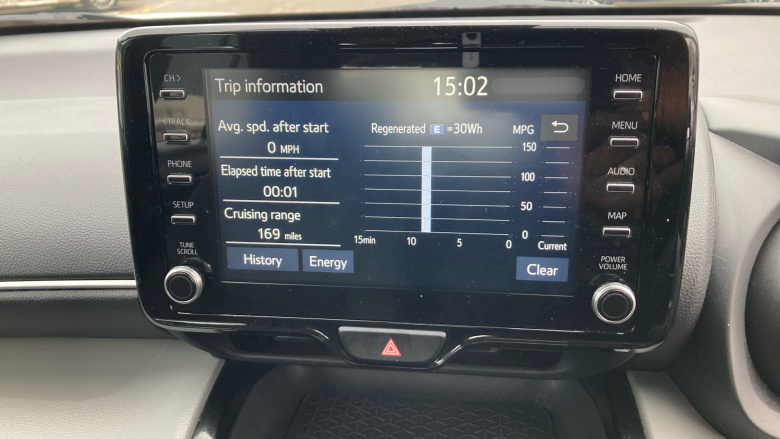 CH >
< TRACK
PHONE
SETUP
TUNE
SCROLL
Trip information
15:02
Avg. spd. after start
0 MPH
Elapsed time after start
00:01
Cruising range
169 miles
History
Energy
Regenerated E =30Wh
MPG
150
100
50
0
15min 10 5 0 Current
Clear
HOME
MENU
AUDIO
MAP
POWER
VOLUME